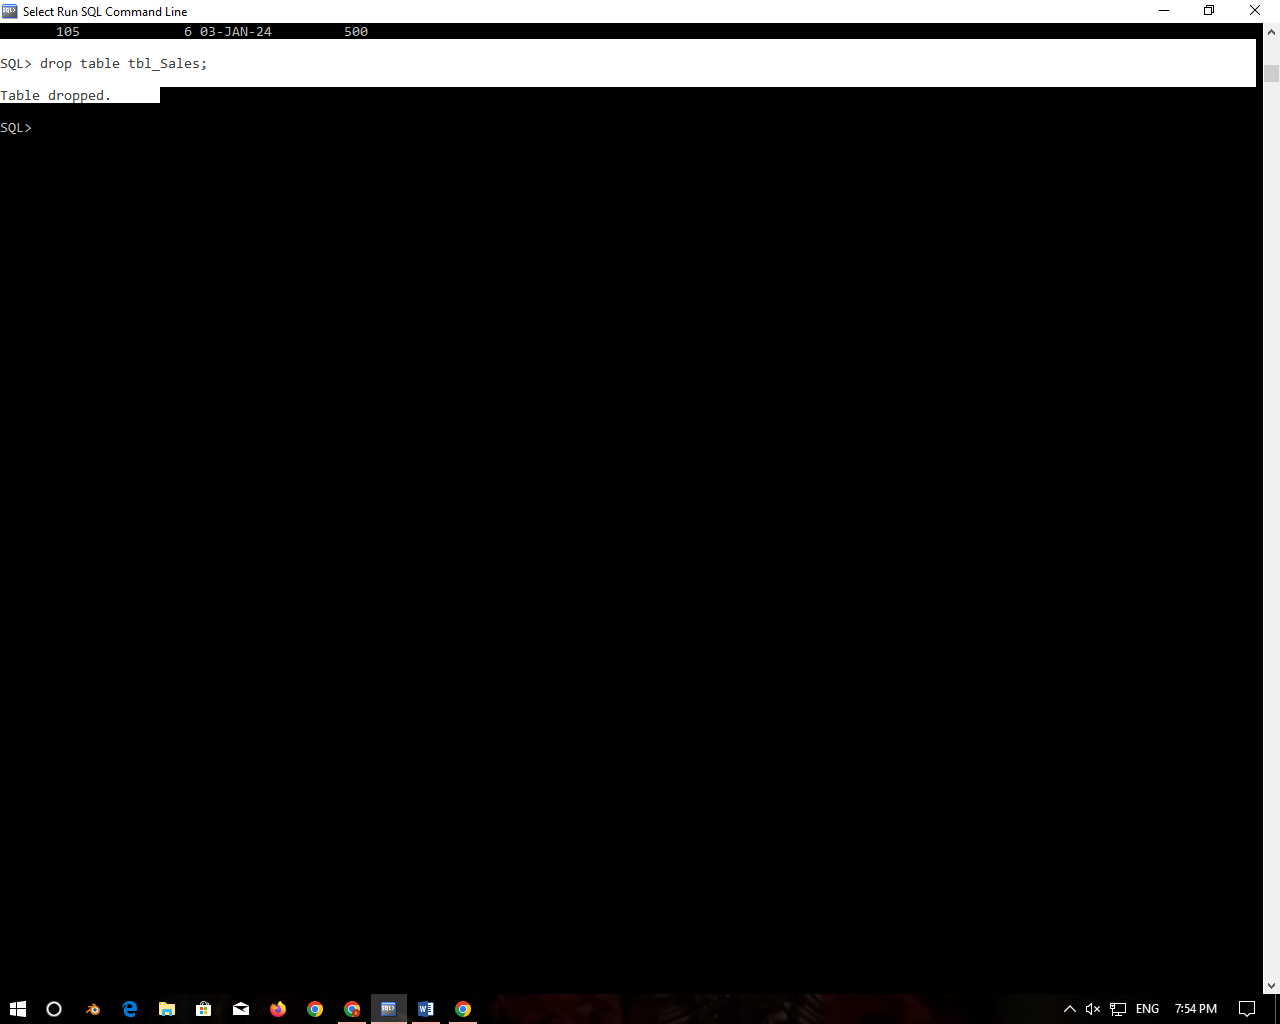 Select Run SQL Command Line
105 6 03-JAN-24 500
SQL> drop table tbl_Sales;
Table dropped.
SQL>
ENG 7:54 PM